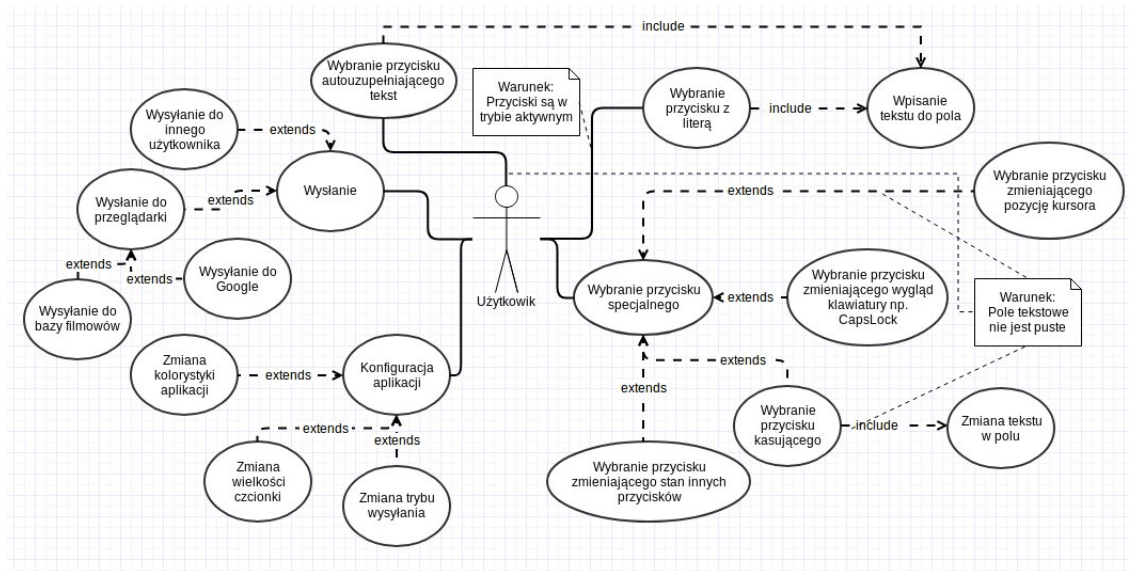 include
Wybranie przycisku
autouzupełniającego
tekst
Warunek:
Przyciski są w
trybie aktywnym
Wybranie
przycisku z
literą
include
Wpisanie
tekstu do pola
Wysyłanie do
innego
użytkownika
extends
Wysłanie
Wysłanie do
przeglądarki
extends
extends
extends
Wysyłanie do
Google
Wysyłanie do
bazy filmowów
Użytkowik
extends
Wybranie przycisku
zmieniającego
pozycję kursora
Wybranie przycisku
specjalnego
extends
Wybranie przycisku
zmieniającego wygląd
klawiatury np.
CapsLock
Warunek:
Pole tekstowe
nie jest puste
Zmiana
kolorystyki
aplikacji
extends
Konfiguracja
aplikacji
extends
extends
Zmiana
wielkości
czcionki
Zmiana trybu
wysyłania
extends
extends
Wybranie
przycisku
kasującego
include
Zmiana tekstu
w polu
Wybranie przycisku
zmieniającego stan innych
przycisków